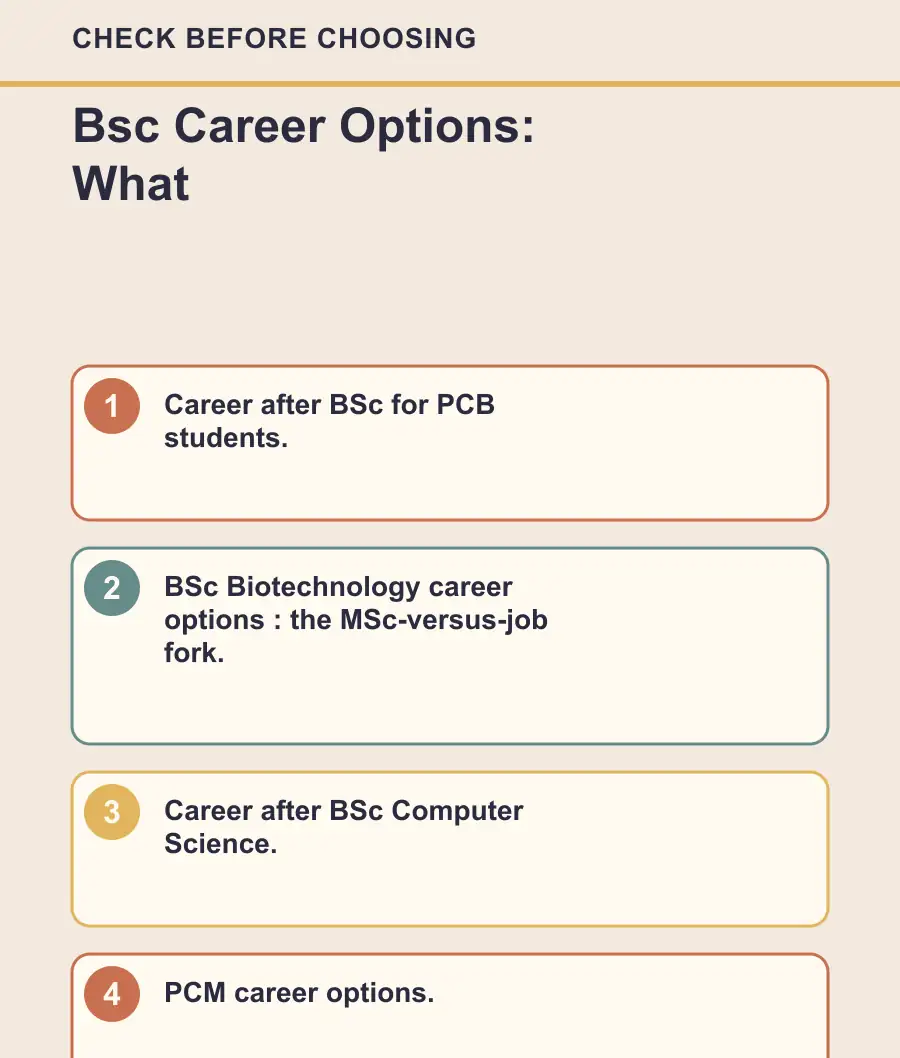 CHECK BEFORE CHOOSING
Bsc Career Options:
What
1
Career after BSc for PCB
students.
2
BSc Biotechnology career
options : the MSc-versus-job
fork.
3
Career after BSc Computer
Science.
4
PCM career options.